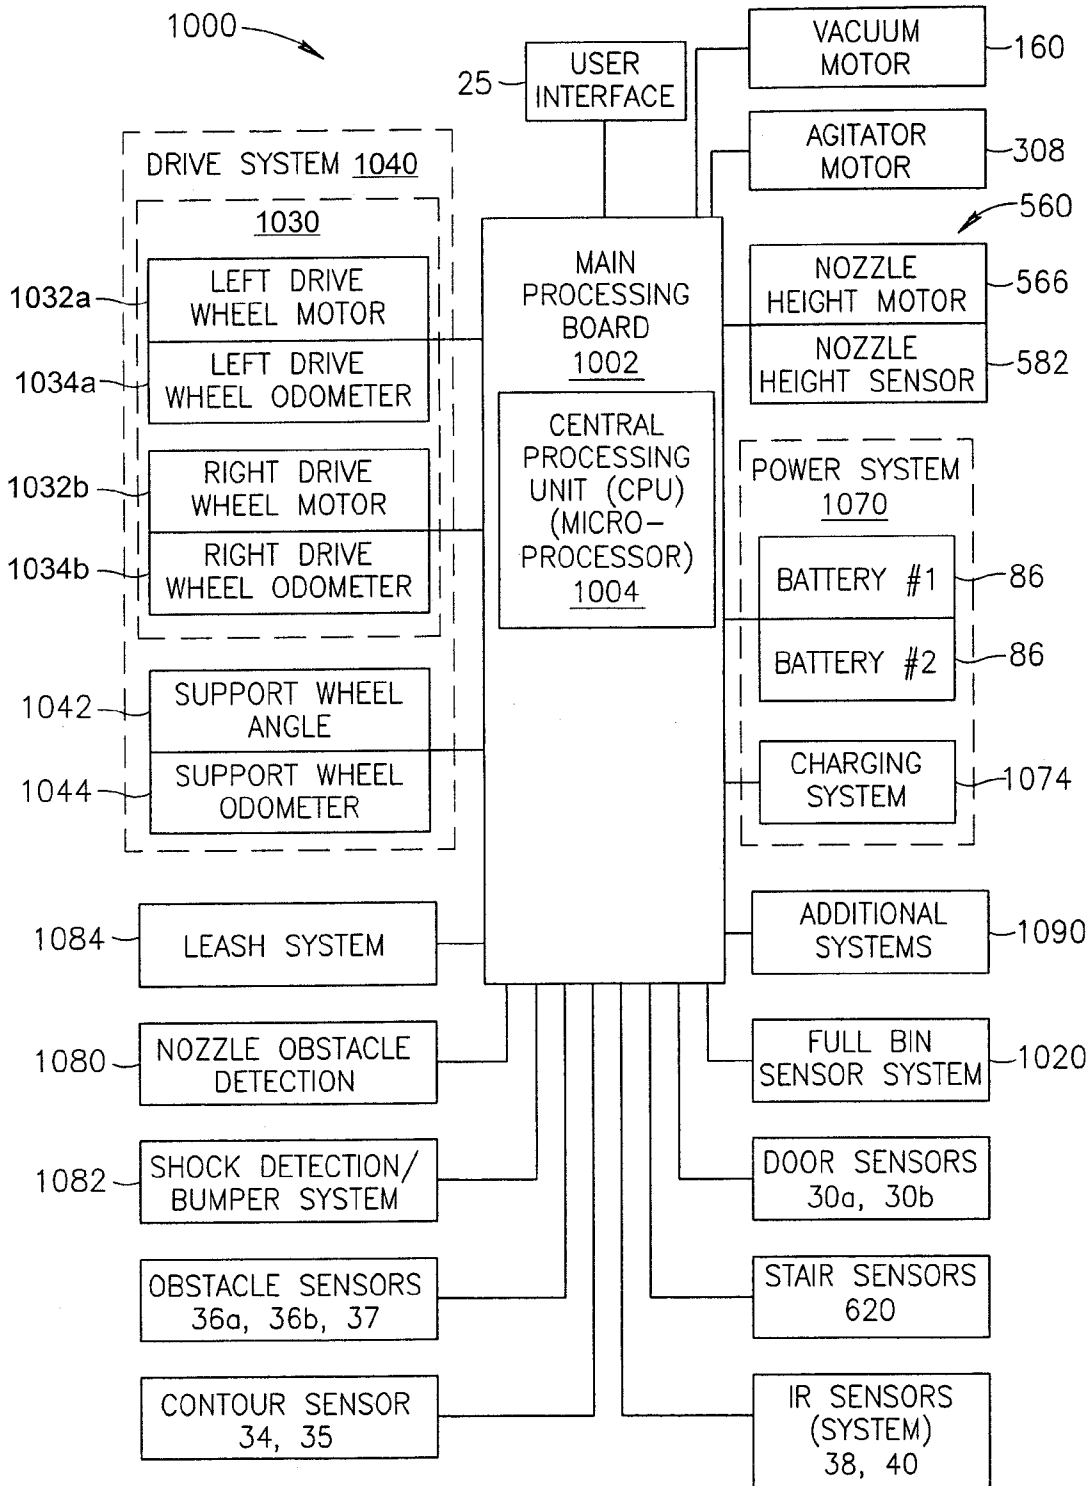 1000
25
USER
INTERFACE
VACUUM
MOTOR
160
AGITATOR
MOTOR
308
560
DRIVE SYSTEM 1040
1030
1032a
LEFT DRIVE
WHEEL MOTOR
1034a
LEFT DRIVE
WHEEL ODOMETER
1032b
RIGHT DRIVE
WHEEL MOTOR
1034b
RIGHT DRIVE
WHEEL ODOMETER
1042
SUPPORT WHEEL
ANGLE
1044
SUPPORT WHEEL
ODOMETER
MAIN
PROCESSING
BOARD
1002
CENTRAL
PROCESSING
UNIT (CPU)
(MICRO-
PROCESSOR)
1004
NOZZLE
HEIGHT MOTOR
566
NOZZLE
HEIGHT SENSOR
582
POWER SYSTEM
1070
BATTERY #1
86
BATTERY #2
86
CHARGING
SYSTEM
1074
1084
LEASH SYSTEM
ADDITIONAL
SYSTEMS
1090
1080
NOZZLE OBSTACLE
DETECTION
FULL BIN
SENSOR SYSTEM
1020
1082
SHOCK DETECTION/
BUMPER SYSTEM
DOOR SENSORS
30a, 30b
OBSTACLE SENSORS
36a, 36b, 37
STAIR SENSORS
620
CONTOUR SENSOR
34, 35
IR SENSORS
(SYSTEM)
38, 40